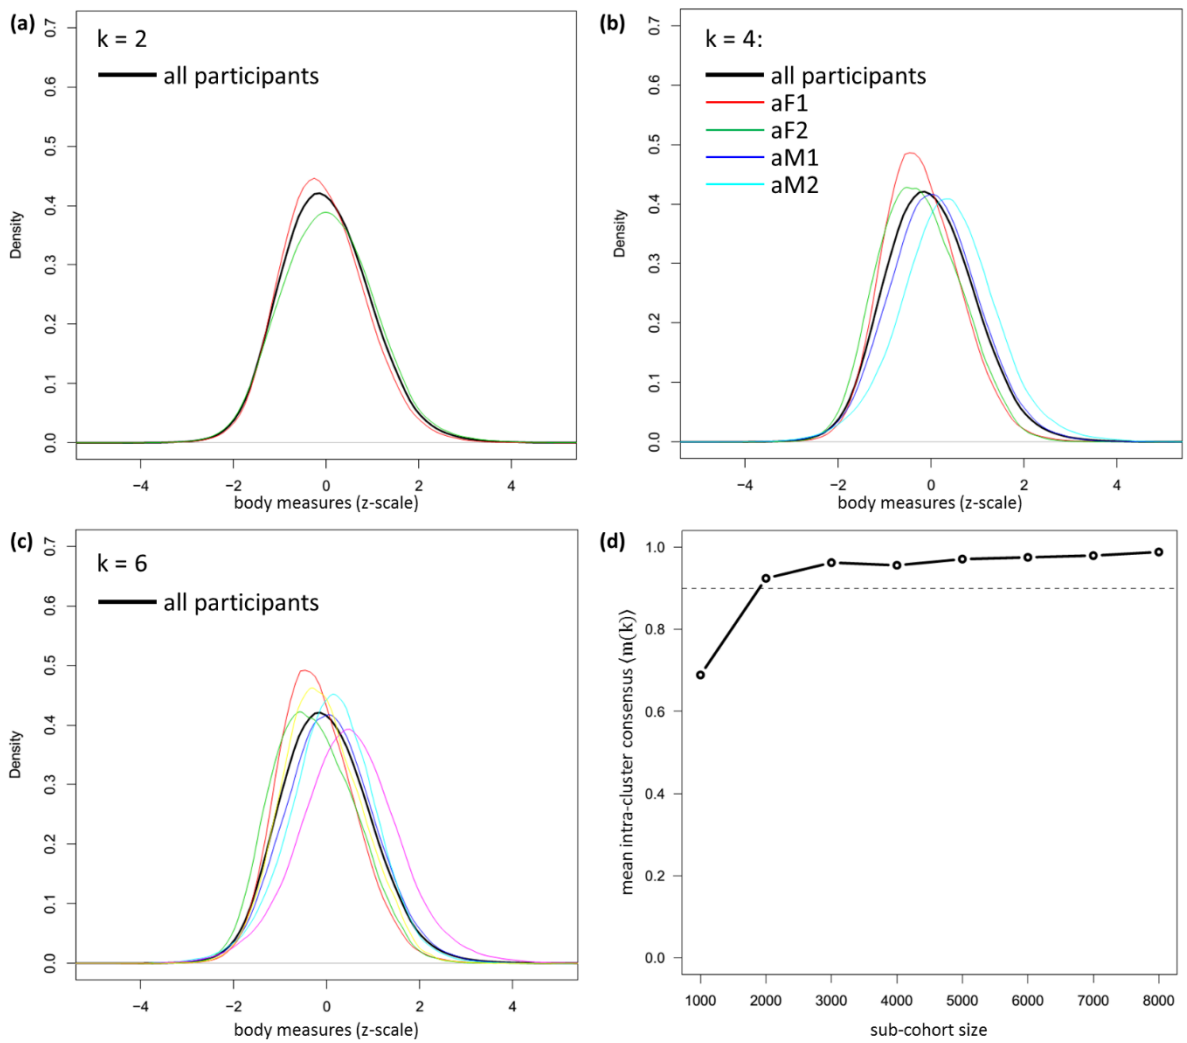 (a)
k = 2
all participants
0.7
0.6
0.5
0.4
0.3
0.2
0.1
0.0
Density
−4 −2 0 2 4
body measures (z-scale)
(b)
k = 4:
all participants
aF1
aF2
aM1
aM2
0.7
0.6
0.5
0.4
0.3
0.2
0.1
0.0
Density
−4 −2 0 2 4
body measures (z-scale)
(c)
k = 6
all participants
0.7
0.6
0.5
0.4
0.3
0.2
0.1
0.0
Density
−4 −2 0 2 4
body measures (z-scale)
(d)
1.0
0.8
0.6
0.4
0.2
0.0
mean intra-cluster consensus ⟨m(k)⟩
1000 2000 3000 4000 5000 6000 7000 8000
sub-cohort size